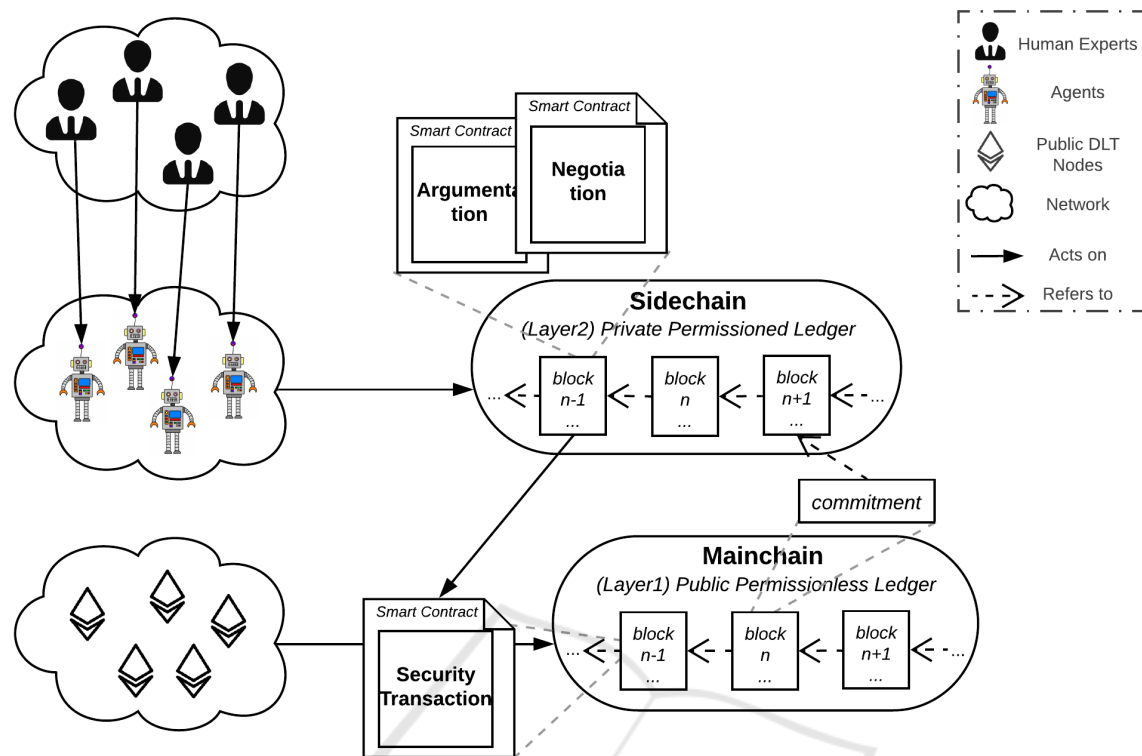 Human Experts
Agents
Public DLT
Nodes
Network
Acts on
Refers to
Smart Contract
Argumenta
tion
Smart Contract
Negotia
tion
Sidechain
(Layer2) Private Permissioned Ledger
...
block
n-1
...
block
n
...
block
n+1
...
...
commitment
Mainchain
(Layer1) Public Permissionless Ledger
...
block
n-1
...
block
n
...
block
n+1
...
...
Smart Contract
Security
Transaction